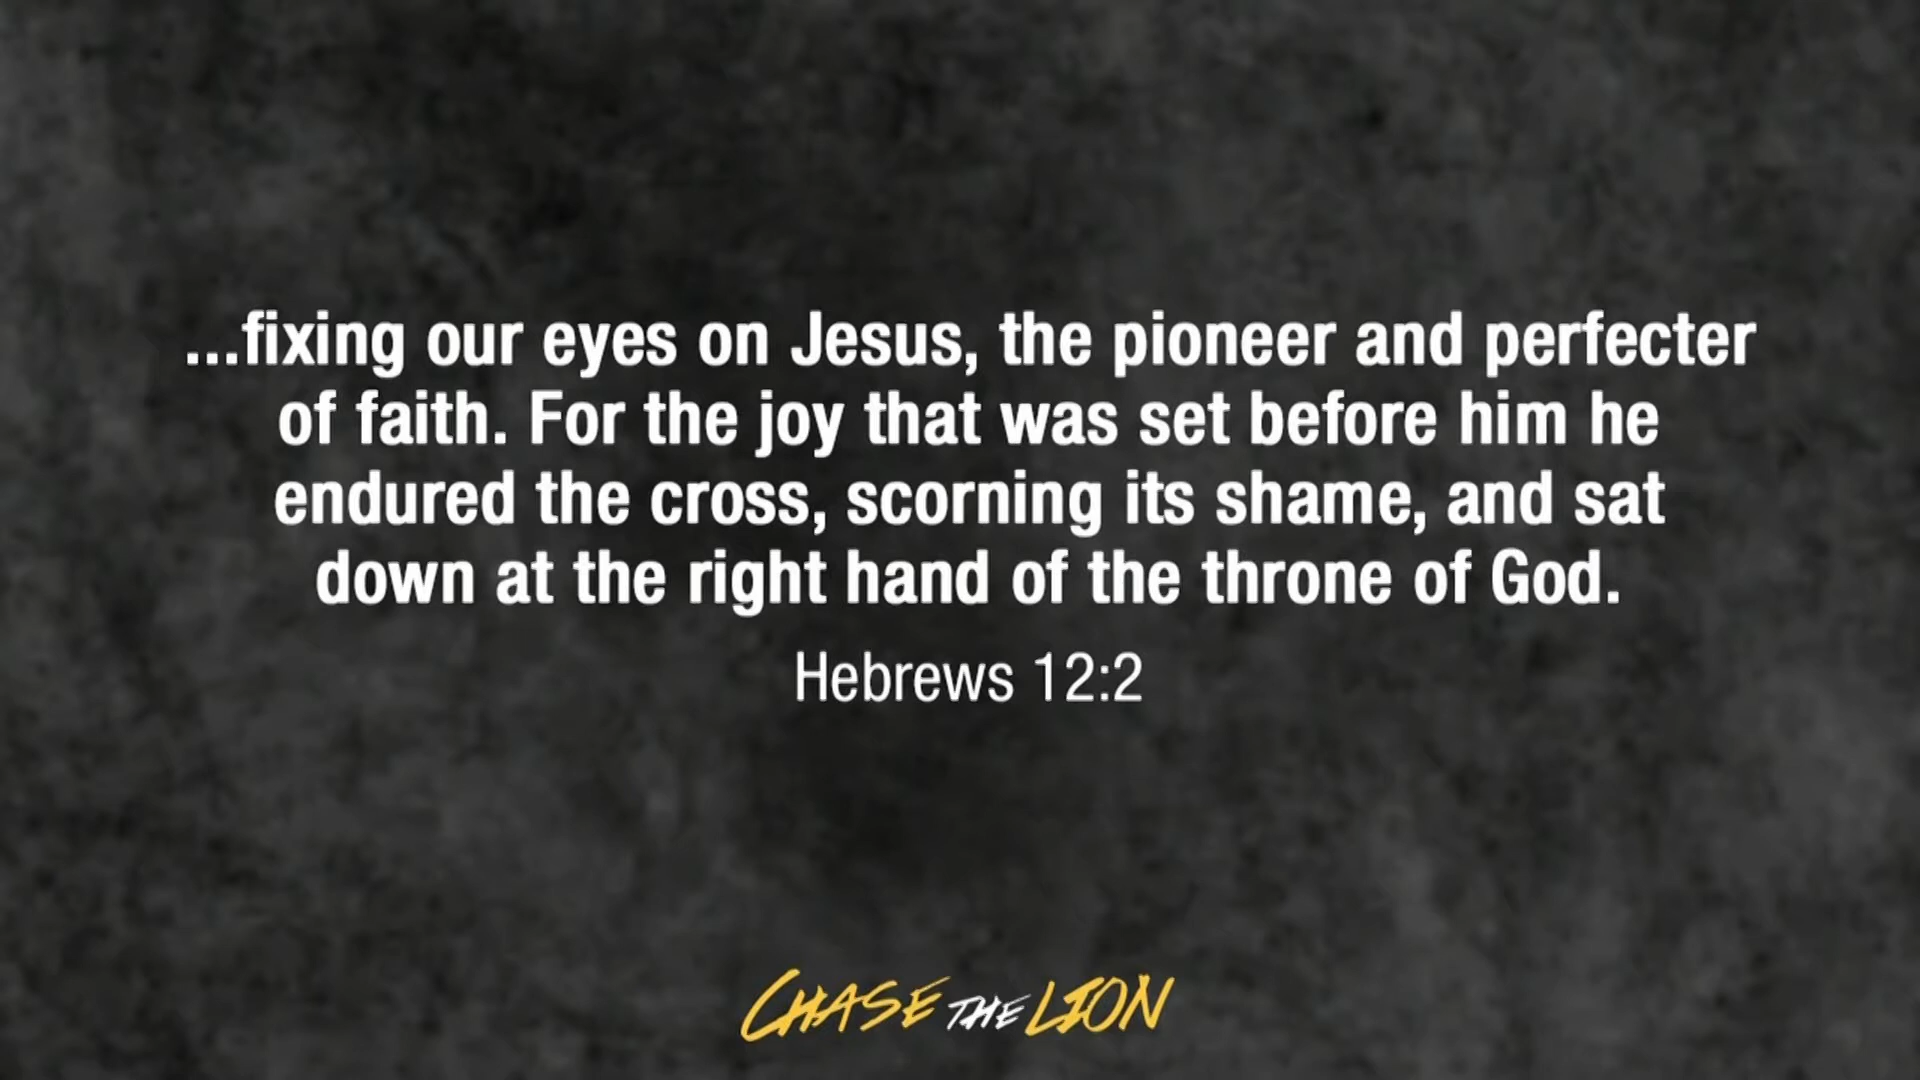 ...fixing our eyes on Jesus, the pioneer and perfecter
of faith. For the joy that was set before him he
endured the cross, scorning its shame, and sat
down at the right hand of the throne of God.
Hebrews 12:2
CHASE THE LION